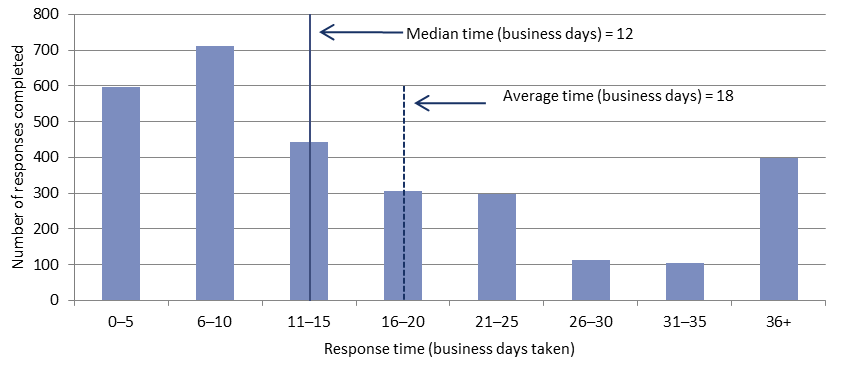 800
Median time (business days) = 12
700
600
Average time (business days) = 18
500
400
300
200
100
0
Number of responses completed
0–5 6–10 11–15 16–20 21–25 26–30 31–35 36+
Response time (business days taken)